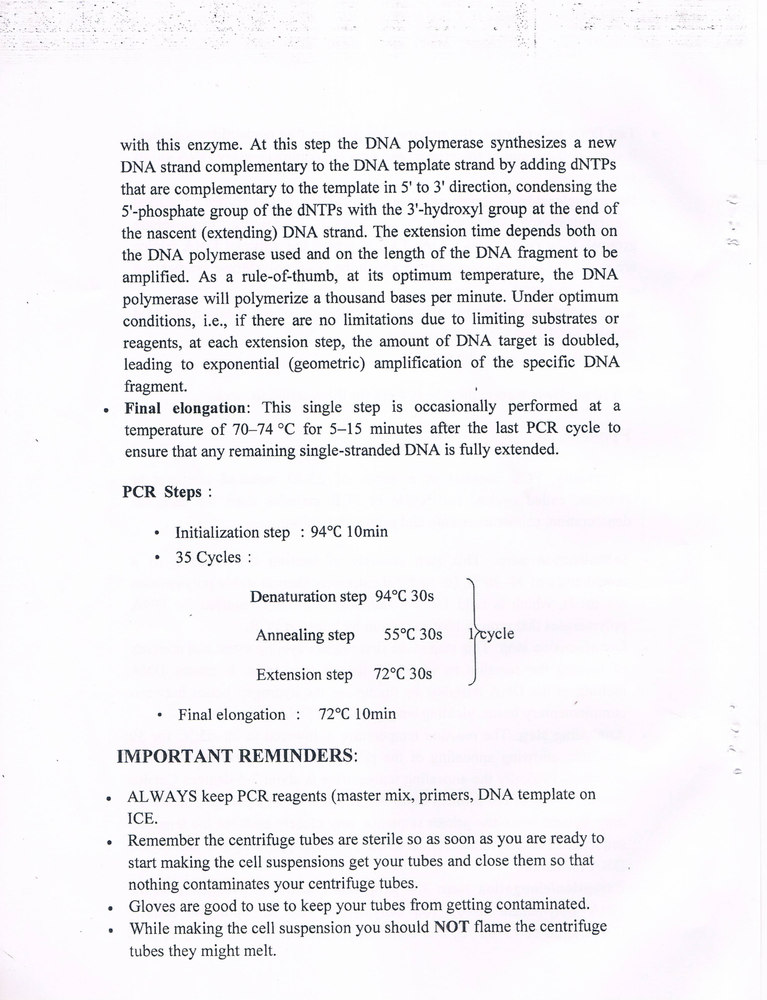 with this enzyme. At this step the DNA polymerase synthesizes a new
DNA strand complementary to the DNA template strand by adding dNTPs
that are complementary to the template in 5' to 3' direction, condensing the
5'-phosphate group of the dNTPs with the 3'-hydroxyl group at the end of
the nascent (extending) DNA strand. The extension time depends both on
the DNA polymerase used and on the length of the DNA fragment to be
amplified. As a rule-of-thumb, at its optimum temperature, the DNA
polymerase will polymerize a thousand bases per minute. Under optimum
conditions, i.e., if there are no limitations due to limiting substrates or
reagents, at each extension step, the amount of DNA target is doubled,
leading to exponential (geometric) amplification of the specific DNA
fragment.
• Final elongation: This single step is occasionally performed at a
temperature of 70–74 °C for 5–15 minutes after the last PCR cycle to
ensure that any remaining single-stranded DNA is fully extended.
PCR Steps :
• Initialization step : 94°C 10min
• 35 Cycles :
Denaturation step 94°C 30s
Annealing step 55°C 30s 1 cycle
Extension step 72°C 30s
• Final elongation : 72°C 10min
IMPORTANT REMINDERS:
• ALWAYS keep PCR reagents (master mix, primers, DNA template on
ICE.
• Remember the centrifuge tubes are sterile so as soon as you are ready to
start making the cell suspensions get your tubes and close them so that
nothing contaminates your centrifuge tubes.
• Gloves are good to use to keep your tubes from getting contaminated.
• While making the cell suspension you should NOT flame the centrifuge
tubes they might melt.